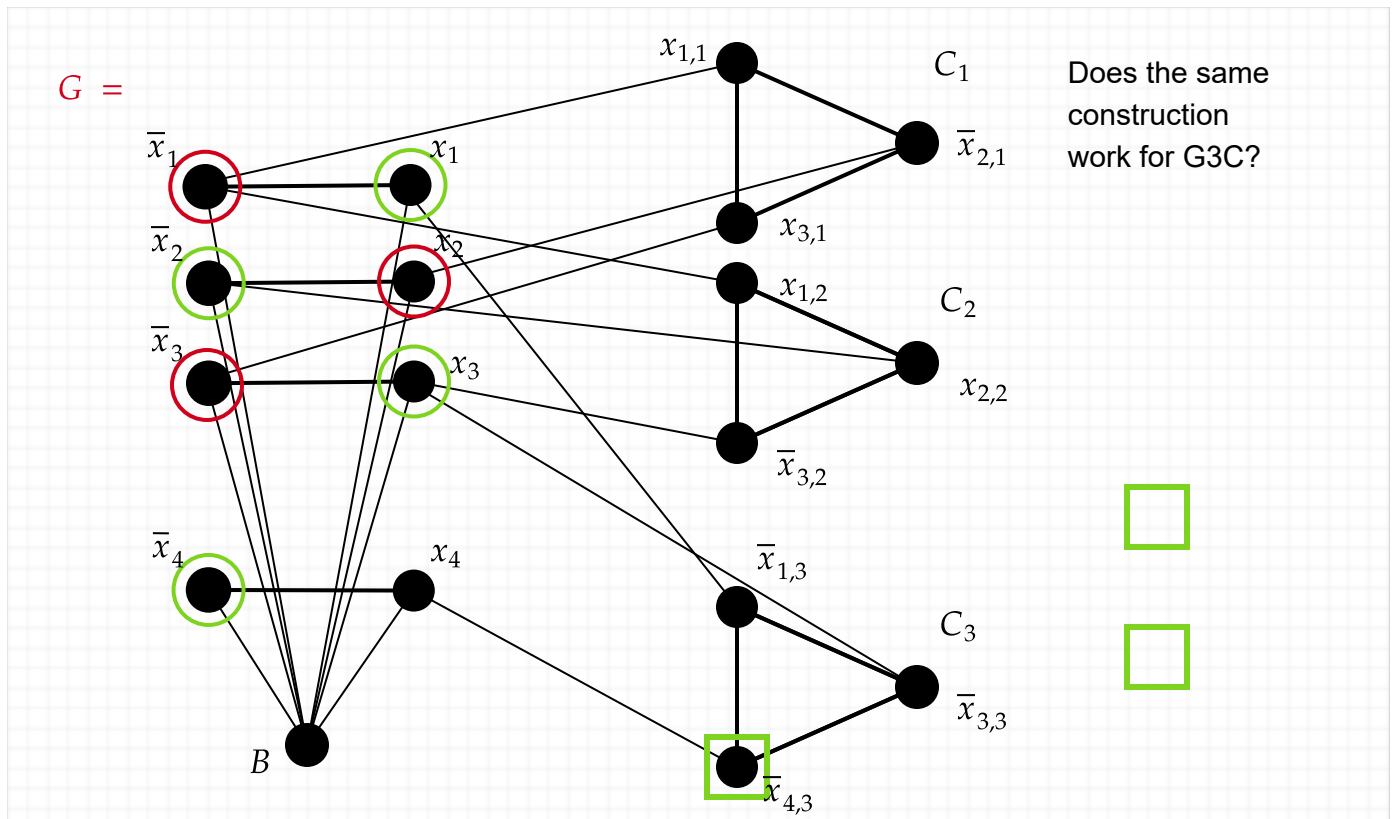 x₁,₁
C₁
Does the same
G =
construction
x̅₁
x₁
x̅₂,₁
work for G3C?
x̅₂
x₂
x₃,₁
x₁,₂
C₂
x̅₃
x₃
x₂,₂
x̅₃,₂
x̅₄
x₄
x̅₁,₃
C₃
x̅₃,₃
B
x̅₄,₃